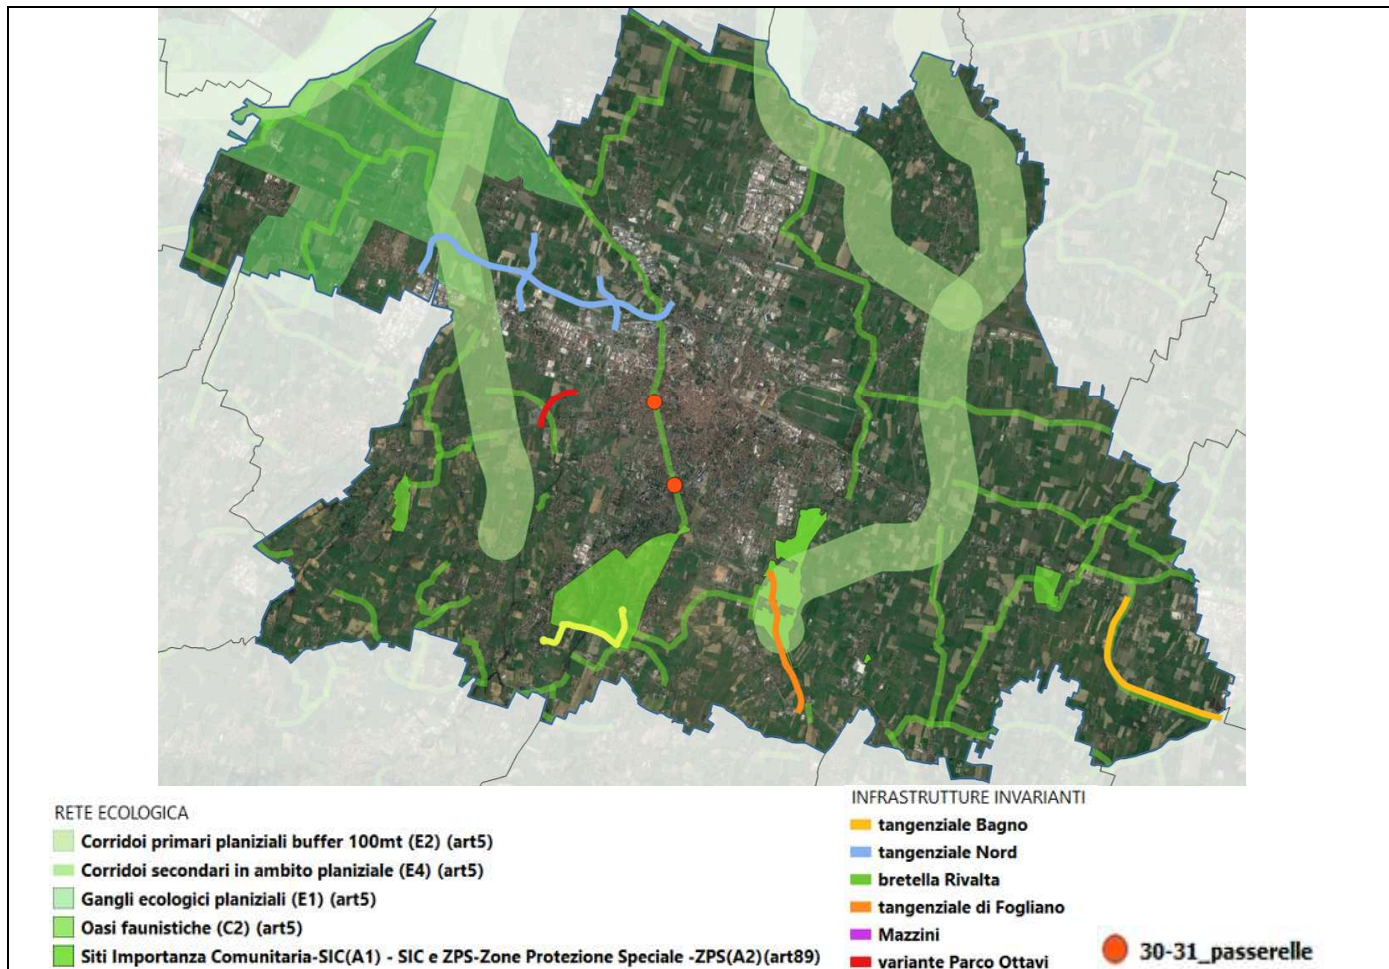 RETE ECOLOGICA
Corridoi primari planiziali buffer 100mt (E2) (art5)
Corridoi secondari in ambito planiziale (E4) (art5)
Gangli ecologici planiziali (E1) (art5)
Oasi faunistiche (C2) (art5)
Siti Importanza Comunitaria-SIC(A1) - SIC e ZPS-Zone Protezione Speciale -ZPS(A2)(art89)
INFRASTRUTTURE INVARIANTI
tangenziale Bagno
tangenziale Nord
bretella Rivalta
tangenziale di Fogliano
Mazzini
variante Parco Ottavi
30-31_passerelle